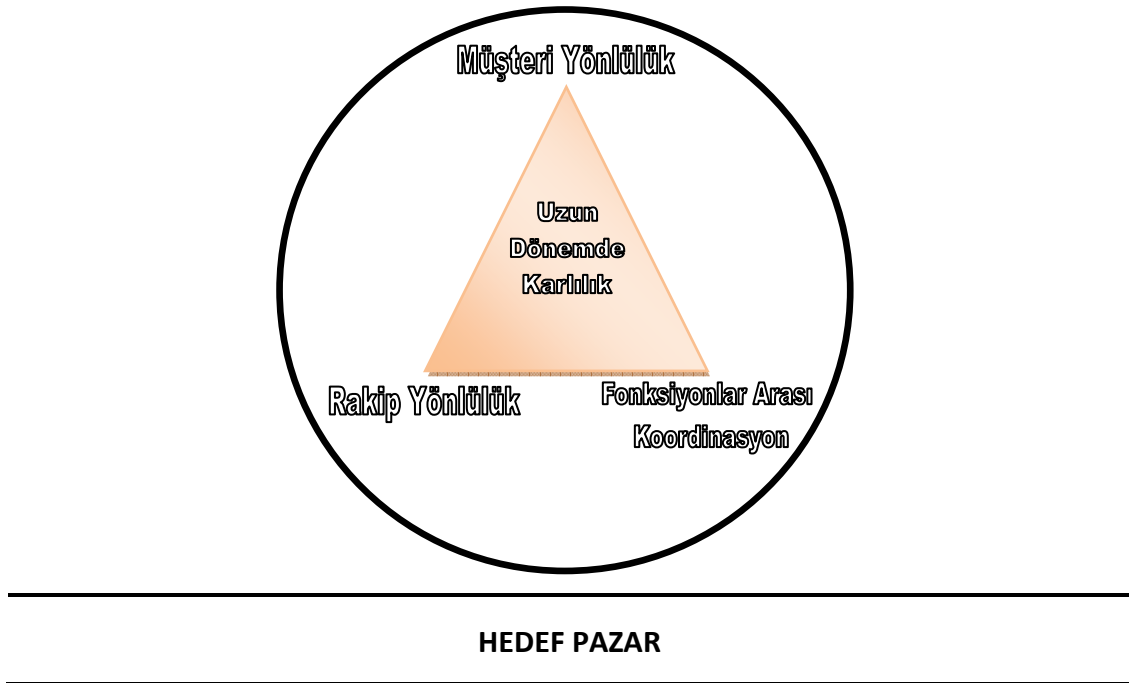 Müşteri Yönlülük
Uzun
Dönemde
Karlılık
Rakip Yönlülük
Fonksiyonlar Arası
Koordinasyon
HEDEF PAZAR